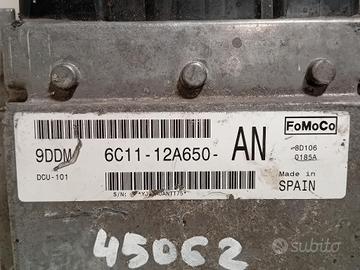 FoMoCo
9DDM 6C11-12A650- AN
8D106
0185A
DCU-101
Made in
SPAIN
S/N:
45062
subito